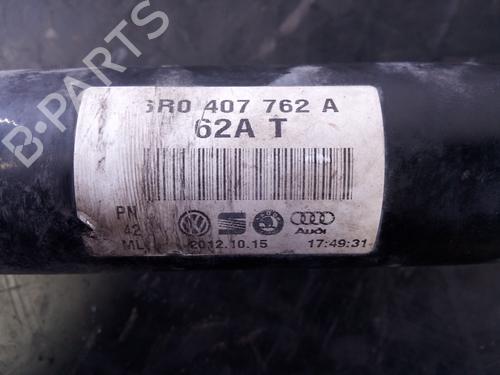 B-PARTS
6R0 407 762 A
62A T
PN
42
Audi
ML 2012.10.15 17:49:31